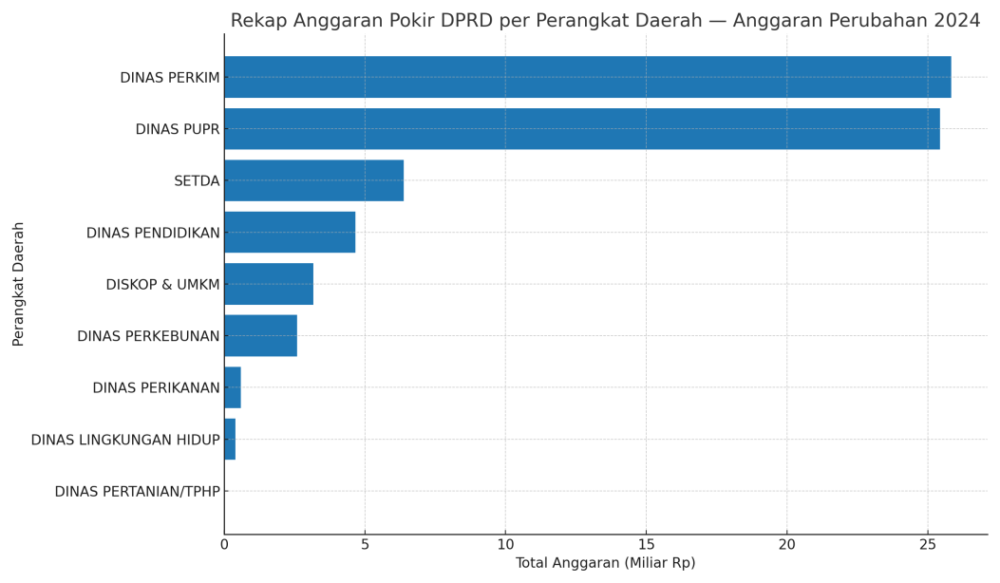 Rekap Anggaran Pokir DPRD per Perangkat Daerah — Anggaran Perubahan 2024
Perangkat Daerah
DINAS PERKIM
DINAS PUPR
SETDA
DINAS PENDIDIKAN
DISKOP & UMKM
DINAS PERKEBUNAN
DINAS PERIKANAN
DINAS LINGKUNGAN HIDUP
DINAS PERTANIAN/TPHP
0 5 10 15 20 25
Total Anggaran (Miliar Rp)